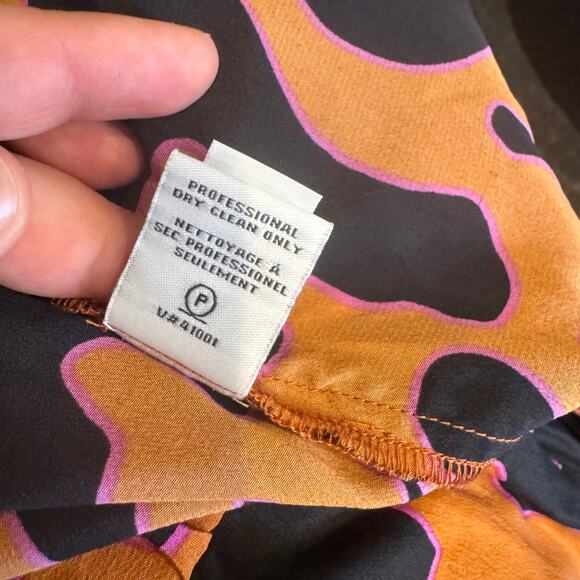 PROFESSIONAL
DRY CLEAN ONLY
NETTOYAGE À
SEC PROFESSIONEL
SEULEMENT
P
V# 41001